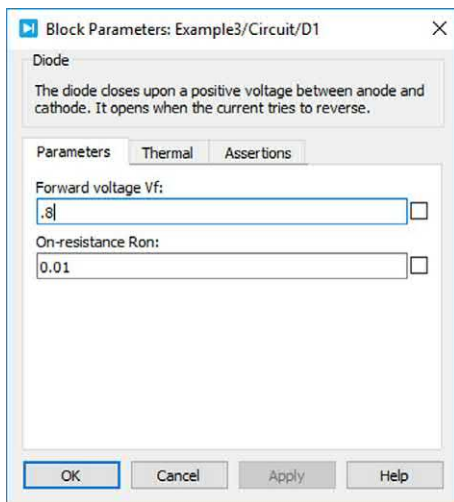 Block Parameters: Example3/Circuit/D1
Diode
The diode closes upon a positive voltage between anode and
cathode. It opens when the current tries to reverse.
Parameters Thermal Assertions
Forward voltage Vf:
.8
On-resistance Ron:
0.01
OK Cancel Apply Help